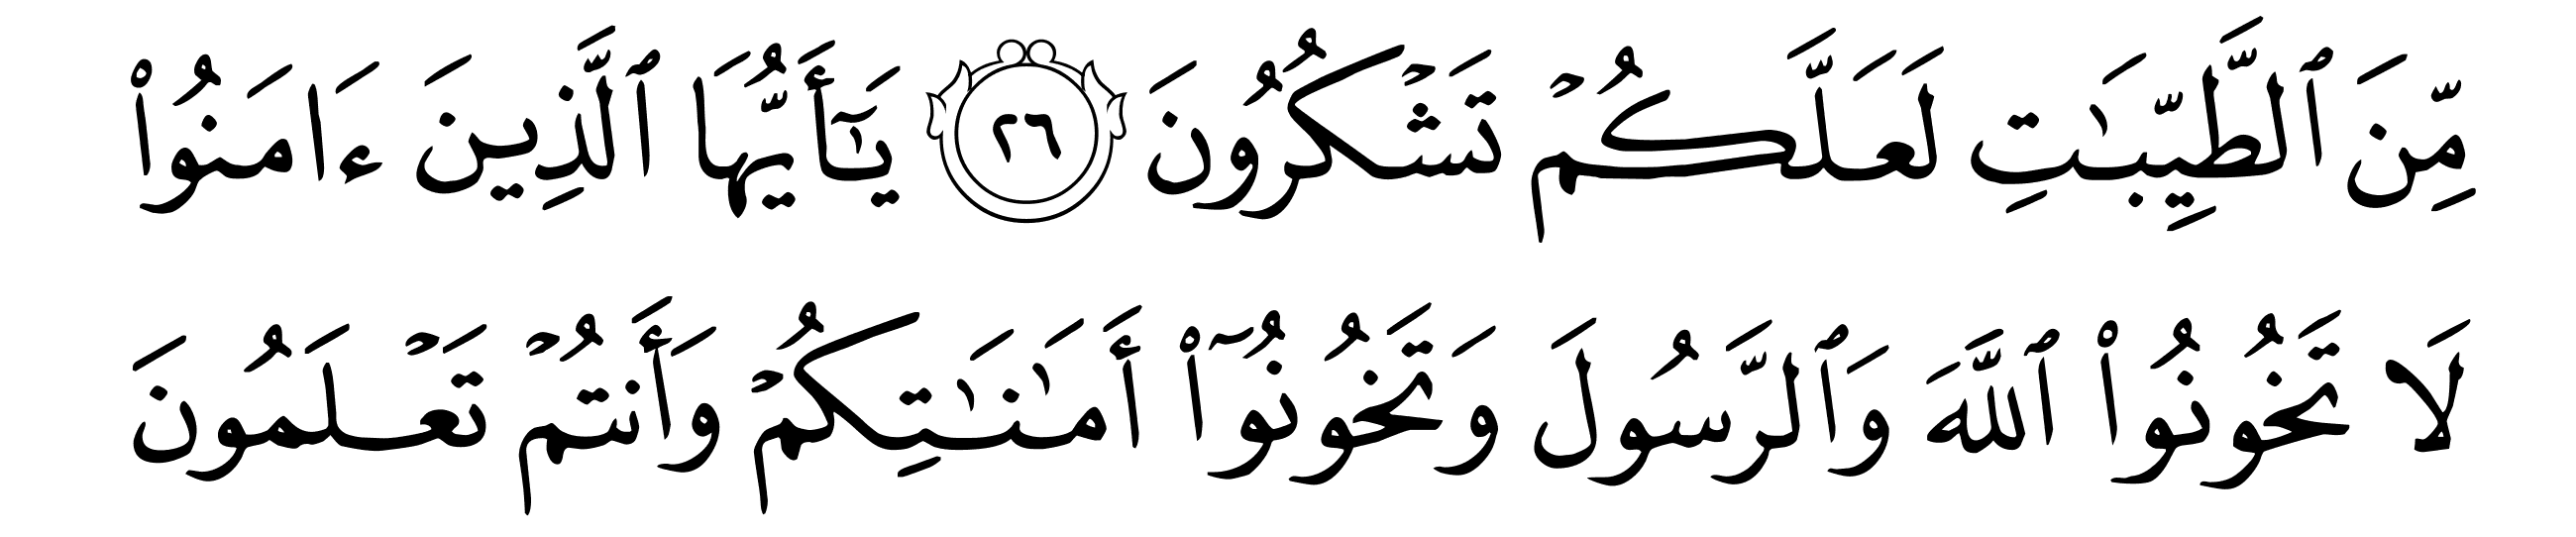 مِّنَ ٱلطَّيِّبَٰتِ لَعَلَّكُمۡ تَشۡكُرُونَ ٢٦ يَٰٓأَيُّهَا ٱلَّذِينَ ءَامَنُواْ
لَا تَخُونُواْ ٱللَّهَ وَٱلرَّسُولَ وَتَخُونُوٓاْ أَمَٰنَٰتِكُمۡ وَأَنتُمۡ تَعۡلَمُونَ